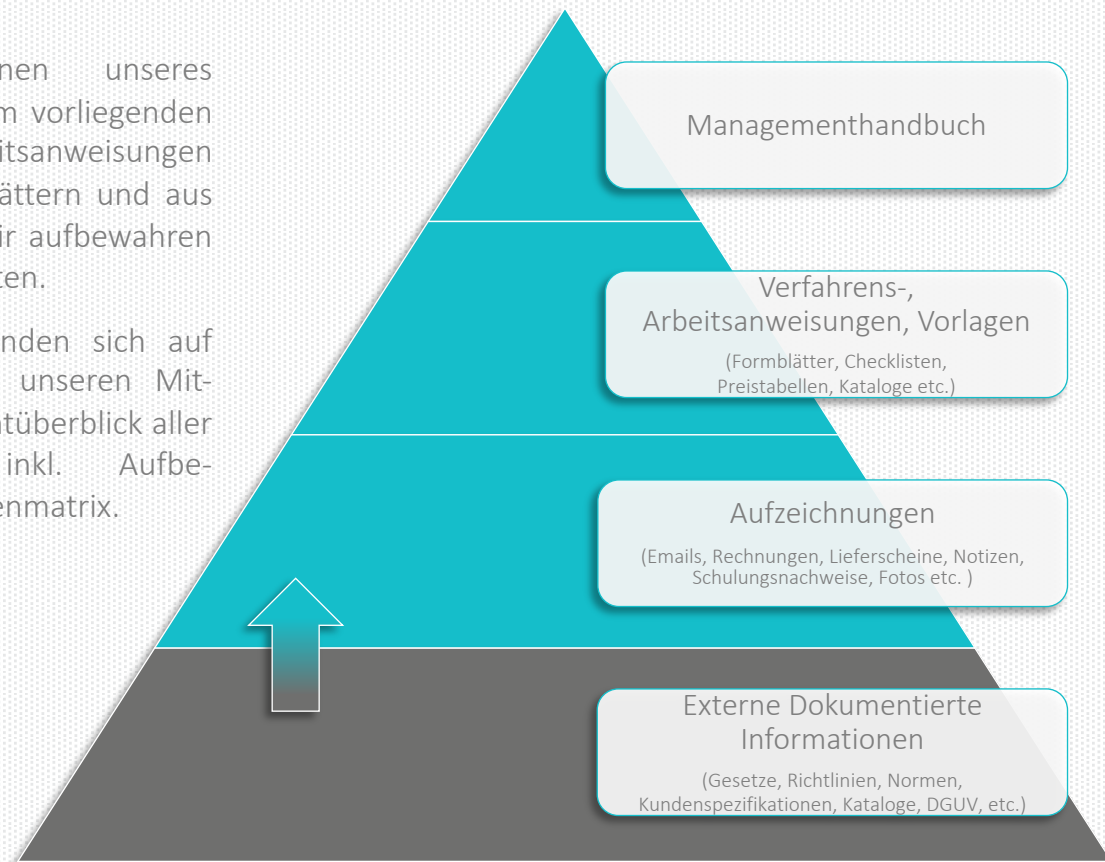 nen unseres
m vorliegenden
eitsanweisungen
ättern und aus
ir aufbewahren
ten.
nden sich auf
unseren Mit-
ntüberblick aller
inkl. Aufbe-
enmatrix.
Managementhandbuch
Verfahrens-,
Arbeitsanweisungen, Vorlagen
(Formblätter, Checklisten,
Preistabellen, Kataloge etc.)
Aufzeichnungen
(Emails, Rechnungen, Lieferscheine, Notizen,
Schulungsnachweise, Fotos etc. )
Externe Dokumentierte
Informationen
(Gesetze, Richtlinien, Normen,
Kundenspezifikationen, Kataloge, DGUV, etc.)